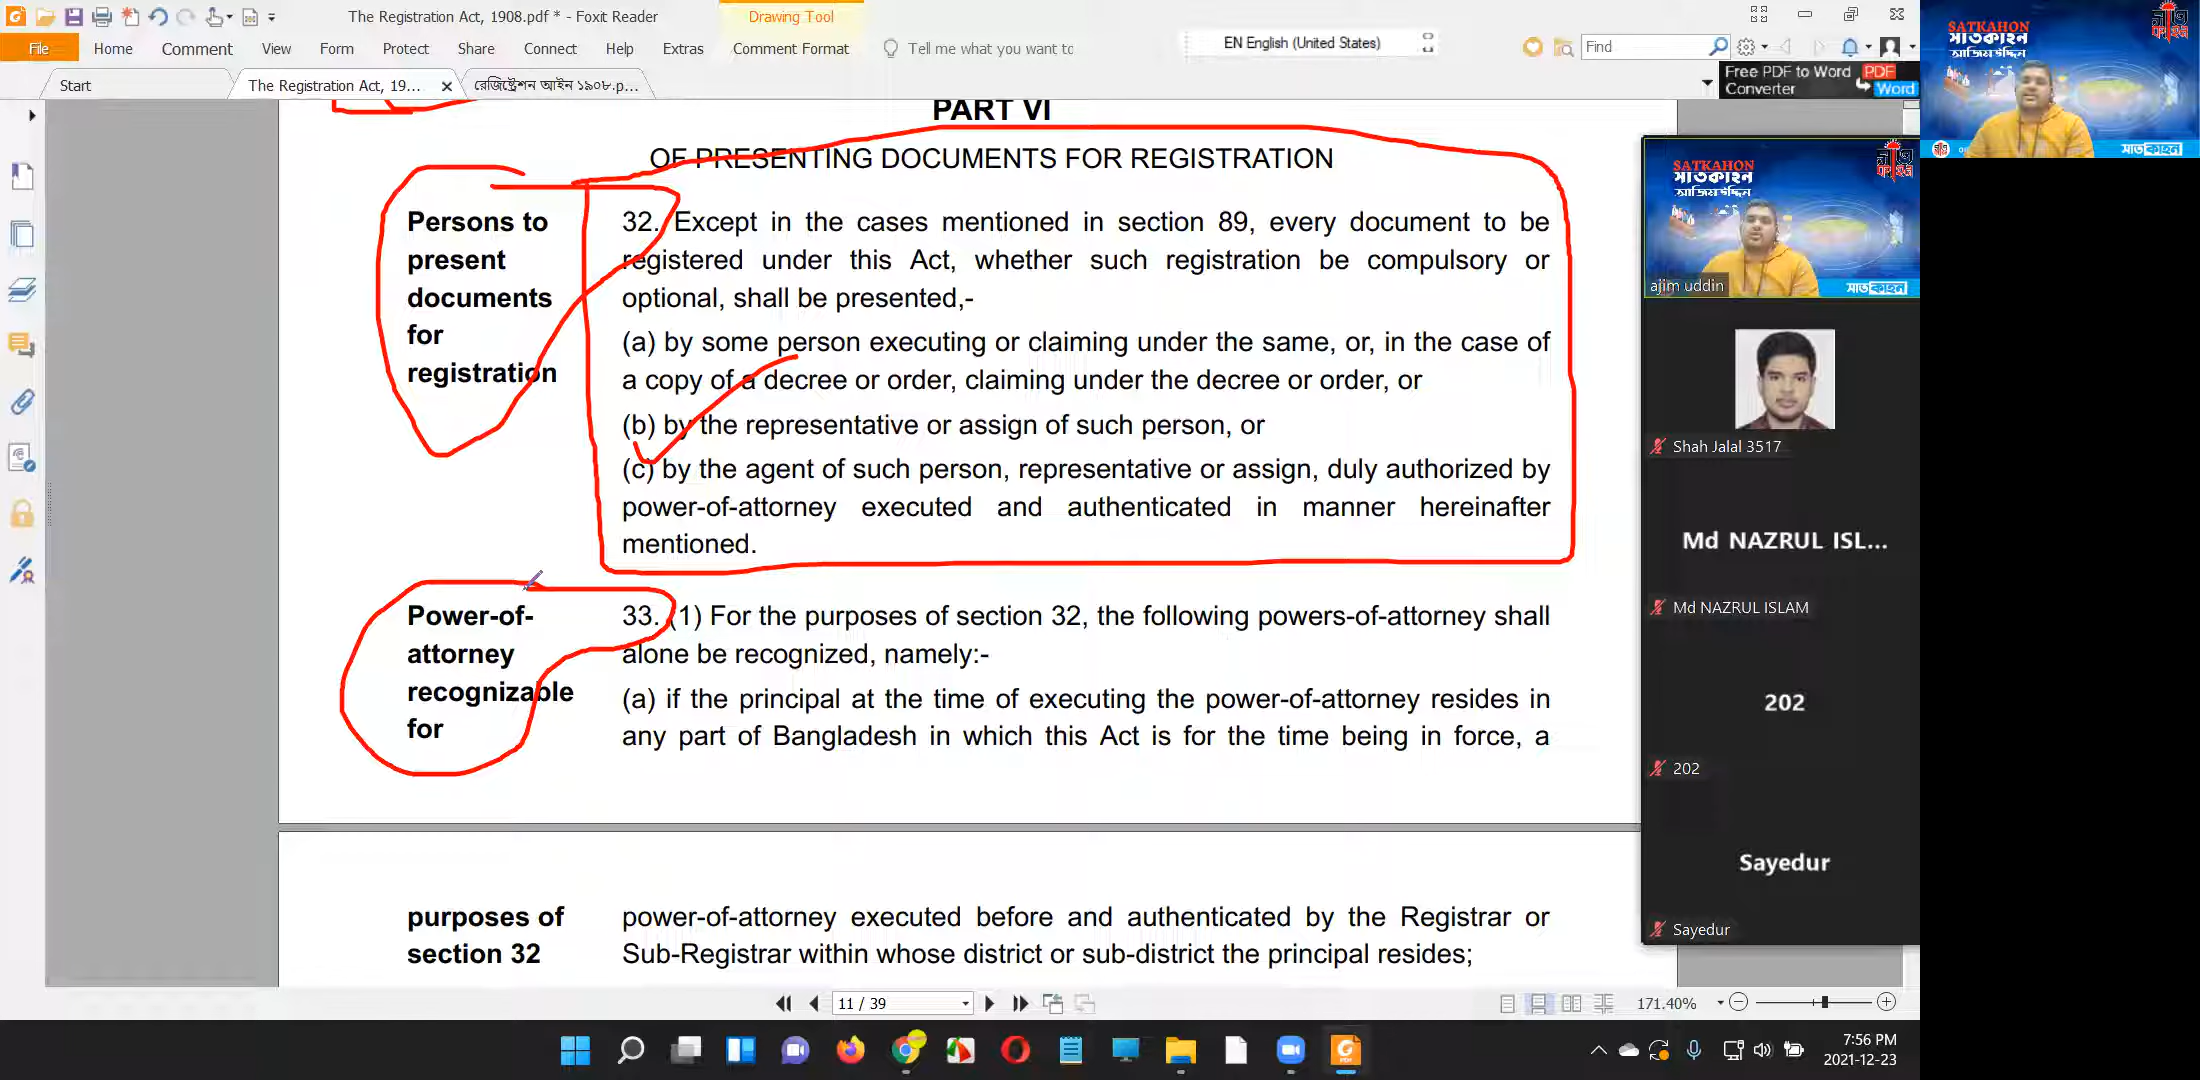 The Registration Act, 1908.pdf * - Foxit Reader
Drawing Tool
File Home Comment View Form Protect Share Connect Help Extras Comment Format
Tell me what you want to
EN English (United States)
Find
Start
The Registration Act, 19...
রেজিস্ট্রেশন আইন ১৯০৮.p...
Free PDF to Word
Converter
PDF
Word
PART VI
OF PRESENTING DOCUMENTS FOR REGISTRATION
Persons to
present
documents
for
registration
32. Except in the cases mentioned in section 89, every document to be
registered under this Act, whether such registration be compulsory or
optional, shall be presented,-
(a) by some person executing or claiming under the same, or, in the case of
a copy of a decree or order, claiming under the decree or order, or
(b) by the representative or assign of such person, or
(c) by the agent of such person, representative or assign, duly authorized by
power-of-attorney executed and authenticated in manner hereinafter
mentioned.
Power-of-
attorney
recognizable
for
33. (1) For the purposes of section 32, the following powers-of-attorney shall
alone be recognized, namely:-
(a) if the principal at the time of executing the power-of-attorney resides in
any part of Bangladesh in which this Act is for the time being in force, a
purposes of
section 32
power-of-attorney executed before and authenticated by the Registrar or
Sub-Registrar within whose district or sub-district the principal resides;
SATKAHON
সাতকাহন
আজিম উদ্দিন
সাতকাহন
SATKAHON
সাতকাহন
আজিম উদ্দিন
ajim uddin
সাতকাহন
Shah Jalal 3517
Md NAZRUL ISL...
Md NAZRUL ISLAM
202
202
Sayedur
Sayedur
11 / 39
171.40%
7:56 PM
2021-12-23